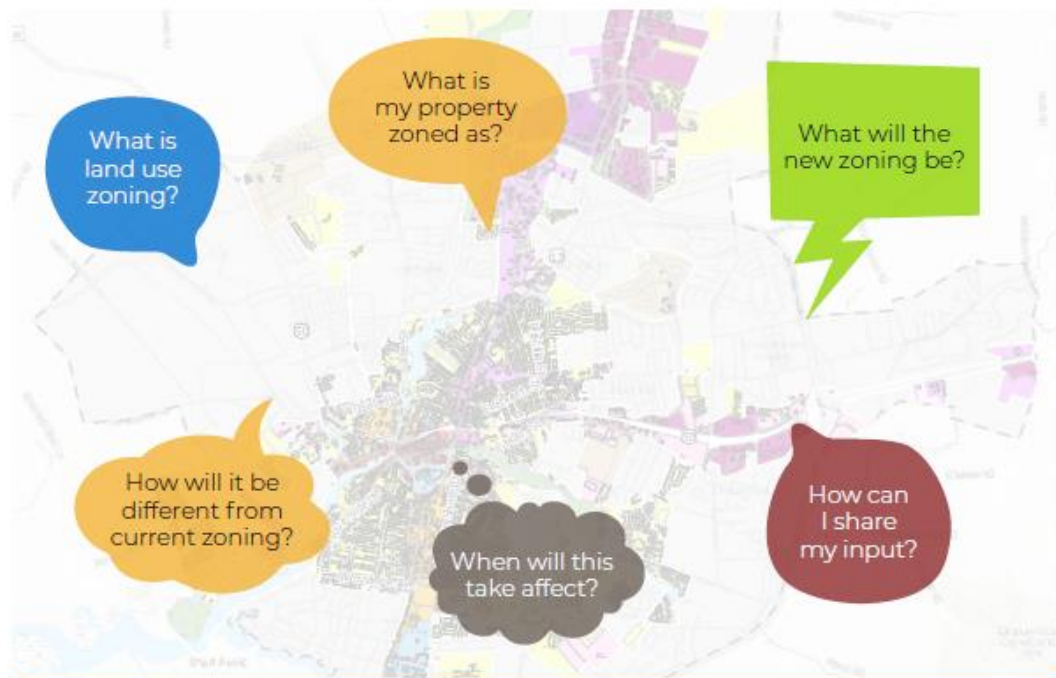 What is
land use
zoning?
What is
my property
zoned as?
What will the
new zoning be?
How will it be
different from
current zoning?
When will this
take affect?
How can
I share
my input?